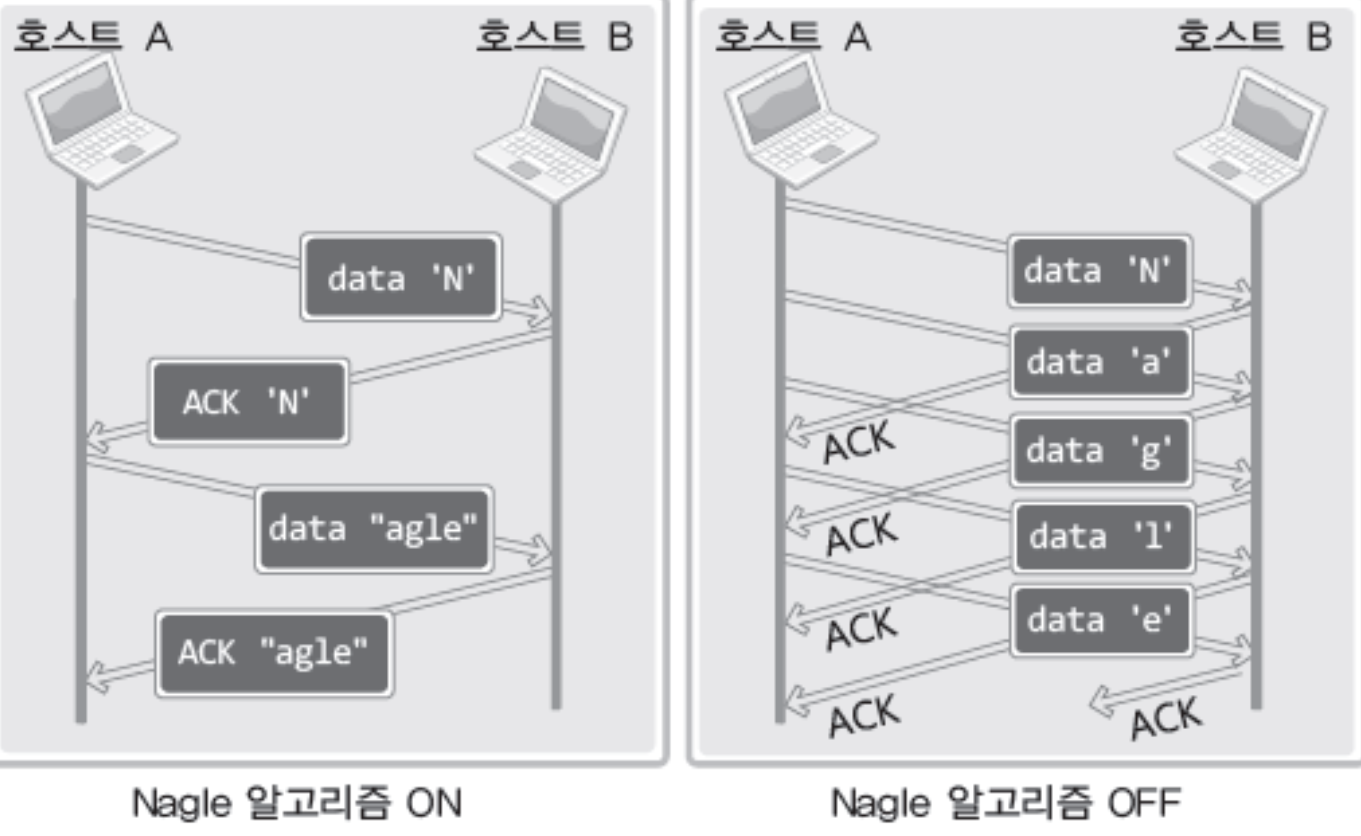 호스트 A
호스트 B
data 'N'
ACK 'N'
data "agle"
ACK "agle"
Nagle 알고리즘 ON
호스트 A
호스트 B
data 'N'
data 'a'
ACK
data 'g'
ACK
data 'l'
ACK
data 'e'
ACK
ACK
Nagle 알고리즘 OFF